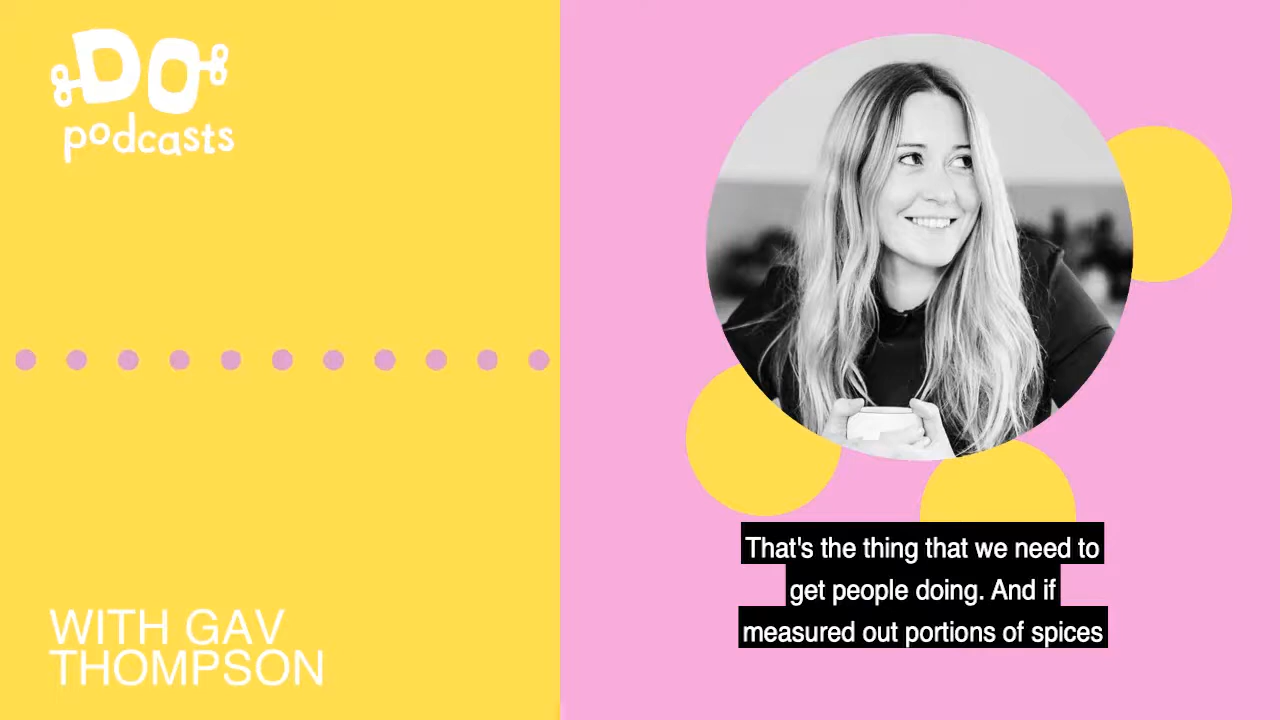 DO
podcasts
WITH GAV
THOMPSON
That's the thing that we need to
get people doing. And if
measured out portions of spices